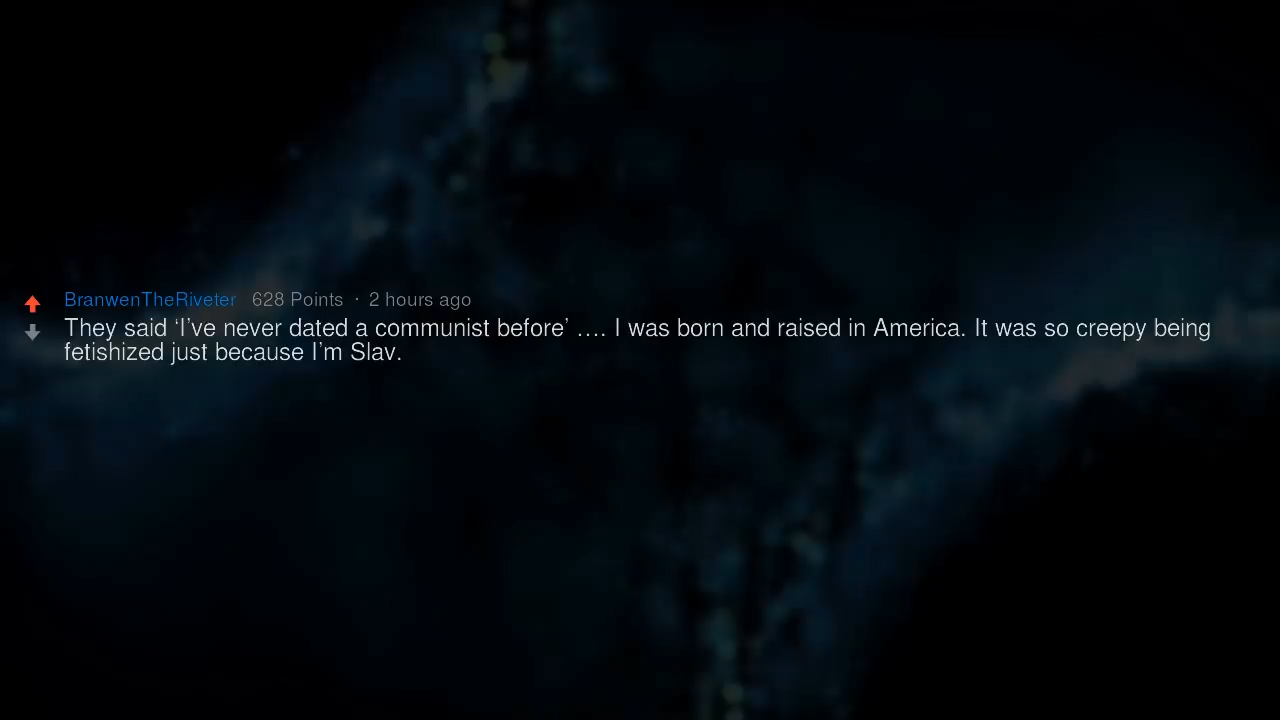 BranwenTheRiveter 628 Points · 2 hours ago
They said ‘I’ve never dated a communist before’ .... I was born and raised in America. It was so creepy being
fetishized just because I’m Slav.